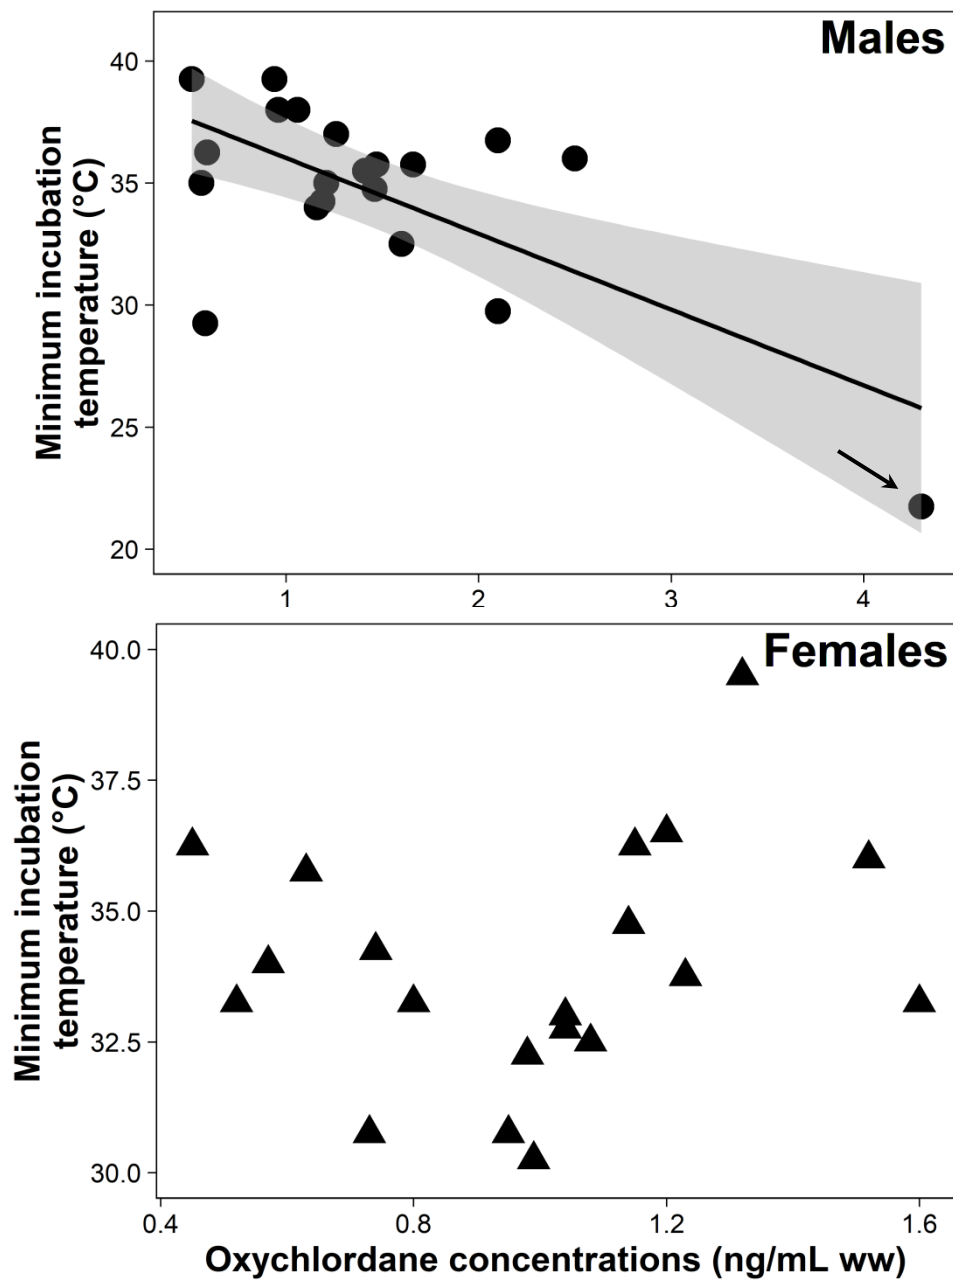 Males
Minimum incubation
temperature (°C)
40
35
30
25
20
1 2 3 4
Females
Minimum incubation
temperature (°C)
40.0
37.5
35.0
32.5
30.0
0.4 0.8 1.2 1.6
Oxychlordane concentrations (ng/mL ww)